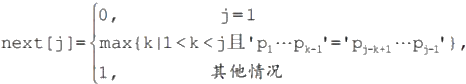 0, j=1
next[j]={max{k|1<k<j且'p₁⋯pₖ₋₁'='pⱼ₋ₖ₊₁⋯pⱼ₋₁'},
1, 其他情况